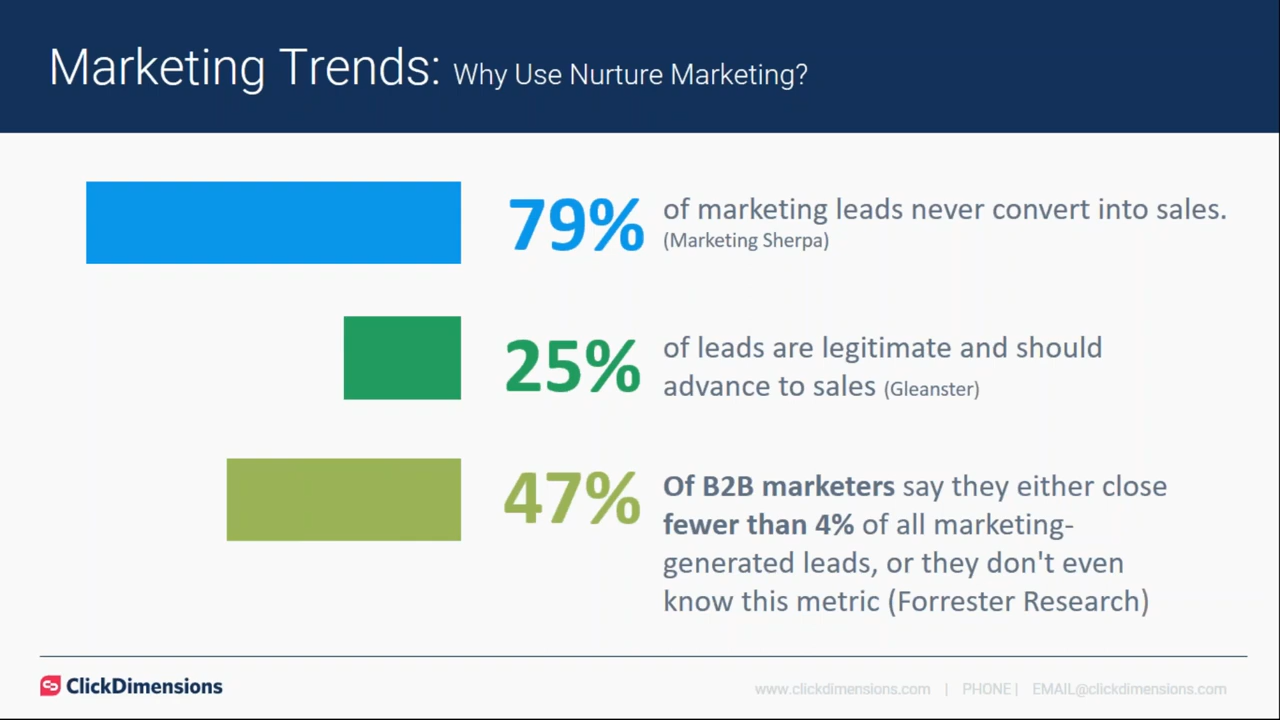 Marketing Trends: Why Use Nurture Marketing?
79% of marketing leads never convert into sales.
(Marketing Sherpa)
25% of leads are legitimate and should
advance to sales (Gleanster)
47% Of B2B marketers say they either close
fewer than 4% of all marketing-
generated leads, or they don't even
know this metric (Forrester Research)
ClickDimensions
www.clickdimensions.com | PHONE | EMAIL@clickdimensions.com